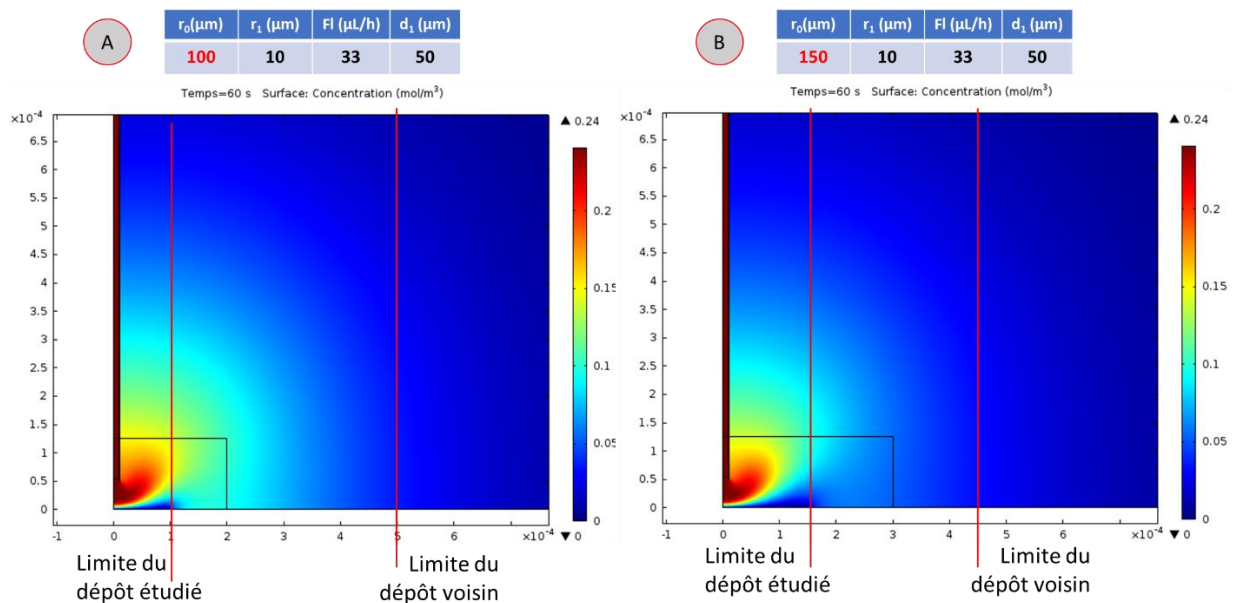 A
r₀(µm) r₁ (µm) Fl (µL/h) d₁ (µm)
100 10 33 50
Temps=60 s Surface: Concentration (mol/m³)
×10⁻⁴
6.5
6
5.5
5
4.5
4
3.5
3
2.5
2
1.5
1
0.5
0
-1 0 1 2 3 4 5 6 ×10⁻⁴
▲ 0.24
0.2
0.15
0.1
0.05
0
▼ 0
Limite du
dépôt étudié
Limite du
dépôt voisin
B
r₀(µm) r₁ (µm) Fl (µL/h) d₁ (µm)
150 10 33 50
Temps=60 s Surface: Concentration (mol/m³)
×10⁻⁴
6.5
6
5.5
5
4.5
4
3.5
3
2.5
2
1.5
1
0.5
0
-1 0 1 2 3 4 5 6 ×10⁻⁴
▲ 0.24
0.2
0.15
0.1
0.05
0
▼ 0
Limite du
dépôt étudié
Limite du
dépôt voisin